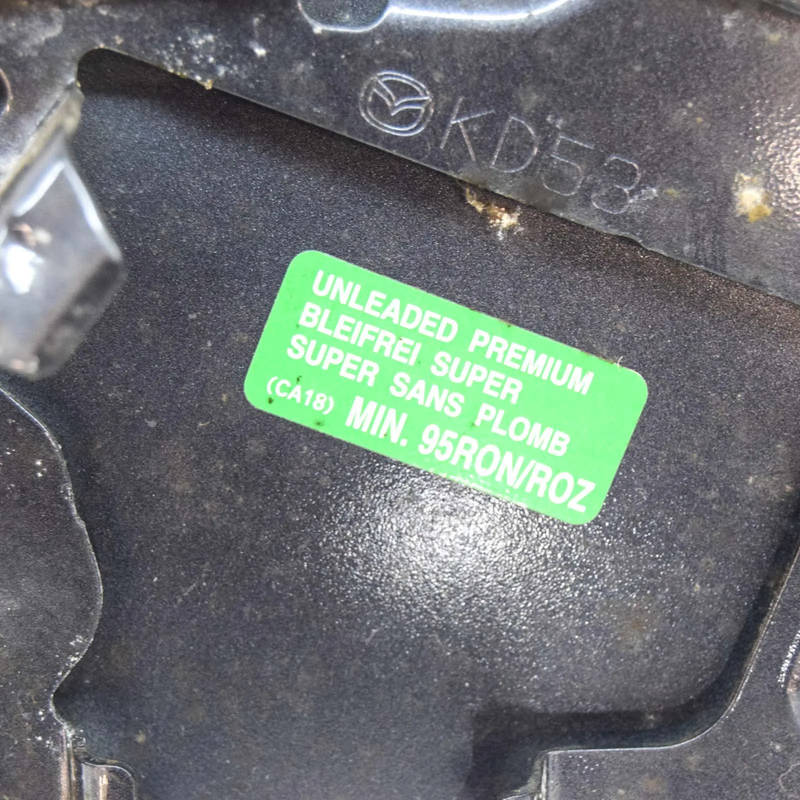 KD53
UNLEADED PREMIUM
BLEIFREI SUPER
SUPER SANS PLOMB
(CA18) MIN. 95RON/ROZ